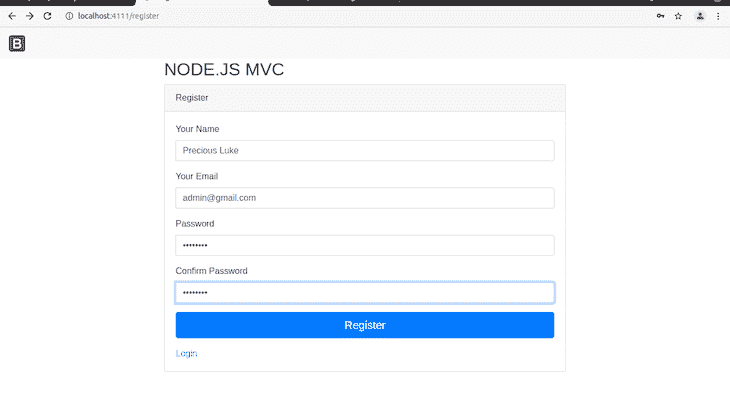 localhost:4111/register
B
NODE.JS MVC
Register
Your Name
Precious Luke
Your Email
admin@gmail.com
Password
••••••••
Confirm Password
••••••••
Register
Login